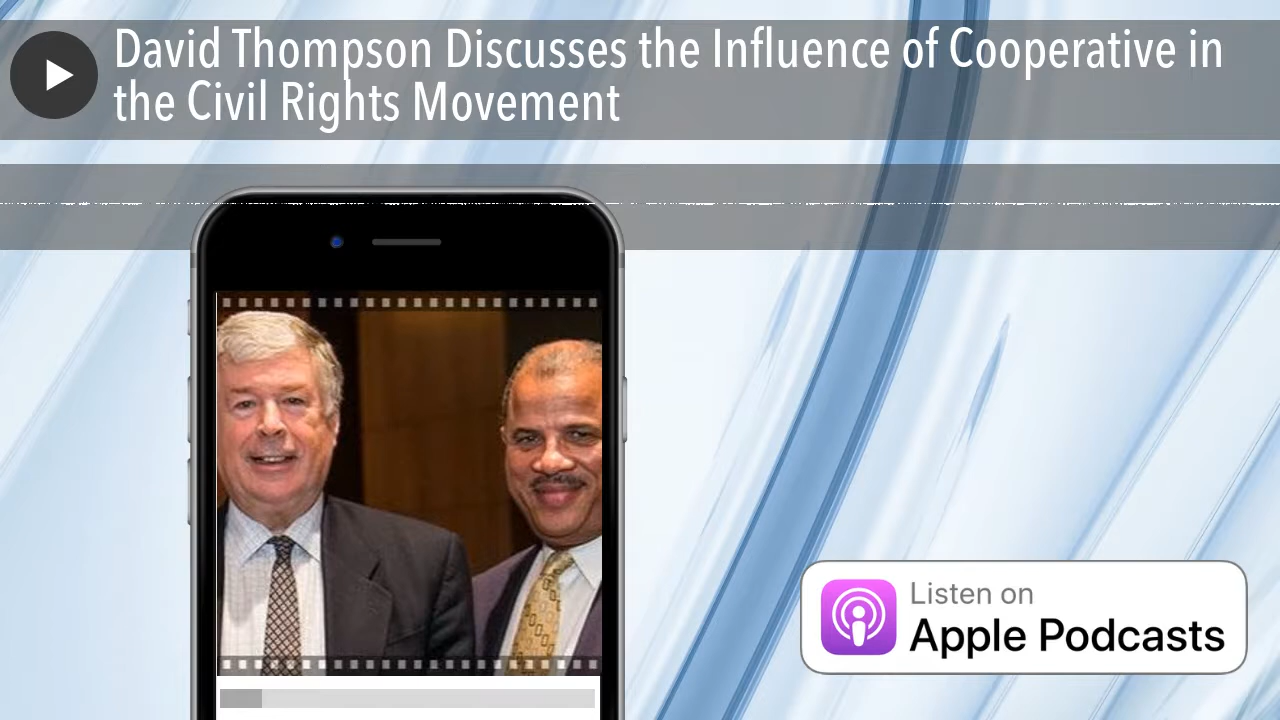 David Thompson Discusses the Influence of Cooperative in
the Civil Rights Movement
Listen on
Apple Podcasts